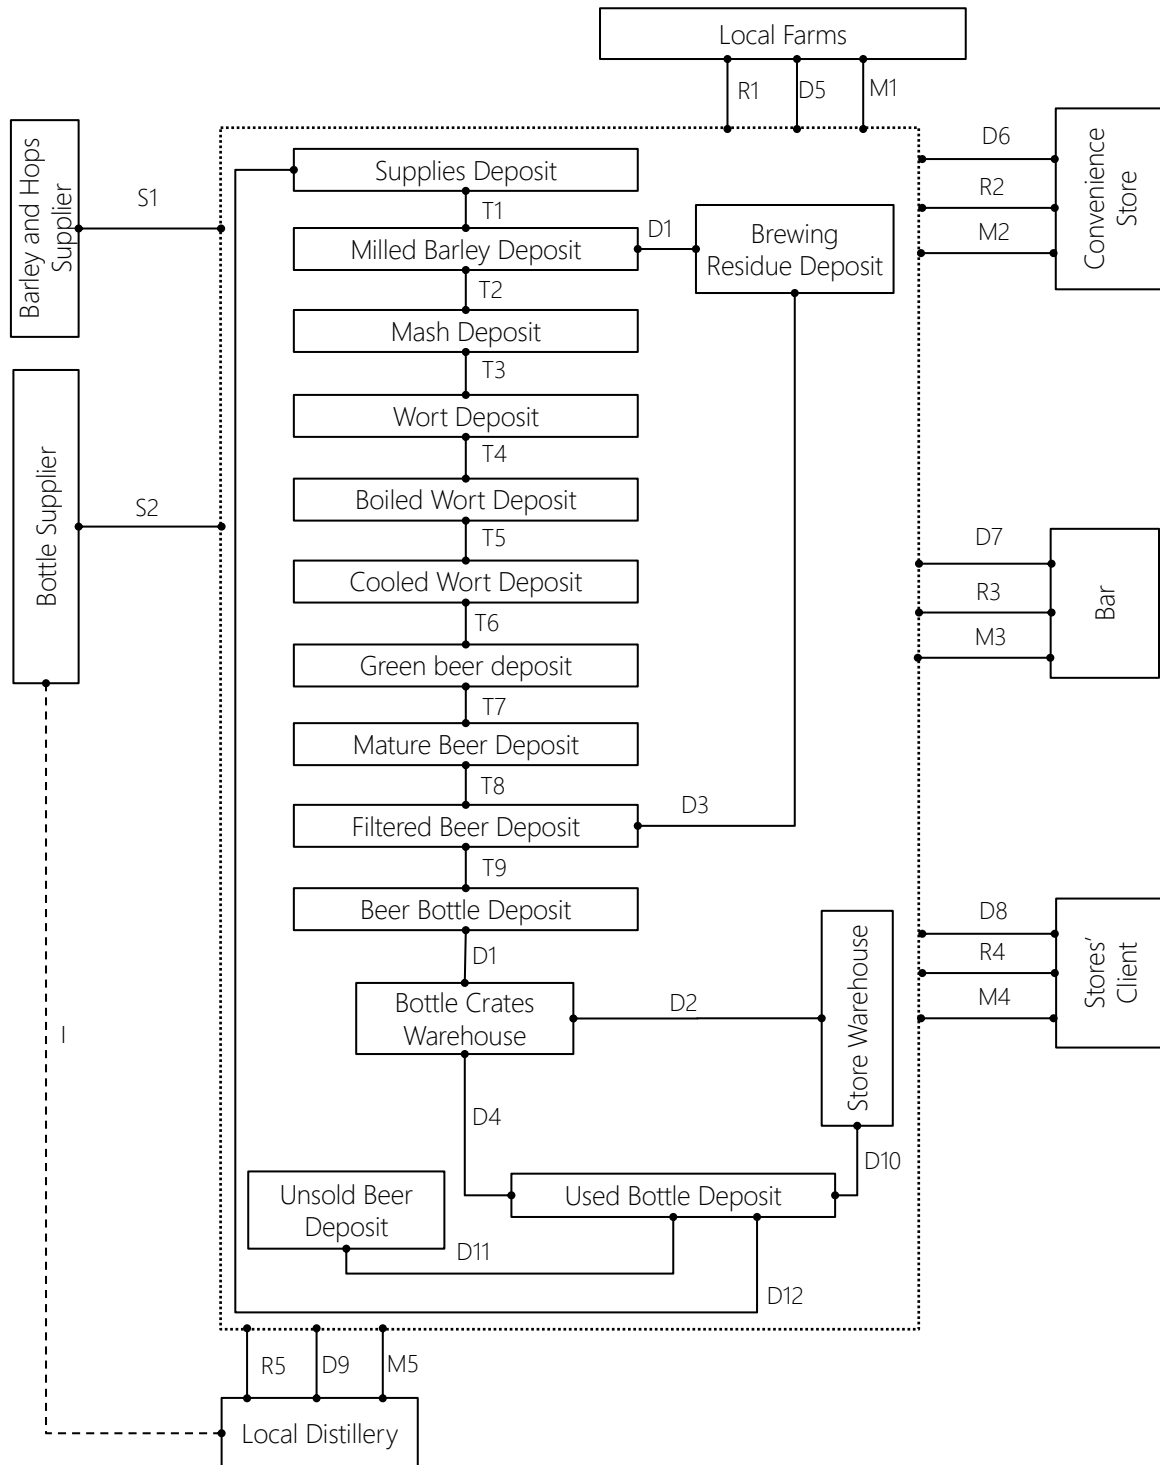 Local Farms
R1
D5
M1
Barley and Hops
Supplier
S1
Supplies Deposit
T1
Milled Barley Deposit
D1
Brewing
Residue Deposit
T2
Mash Deposit
T3
Wort Deposit
T4
Boiled Wort Deposit
T5
Cooled Wort Deposit
T6
Green beer deposit
T7
Mature Beer Deposit
T8
Filtered Beer Deposit
D3
T9
Beer Bottle Deposit
D1
Bottle Crates
Warehouse
D2
Store Warehouse
D4
D10
Unsold Beer
Deposit
Used Bottle Deposit
D11
D12
D6
R2
M2
Convenience
Store
Bottle Supplier
S2
D7
R3
M3
Bar
D8
R4
M4
Stores'
Client
I
R5
D9
M5
Local Distillery